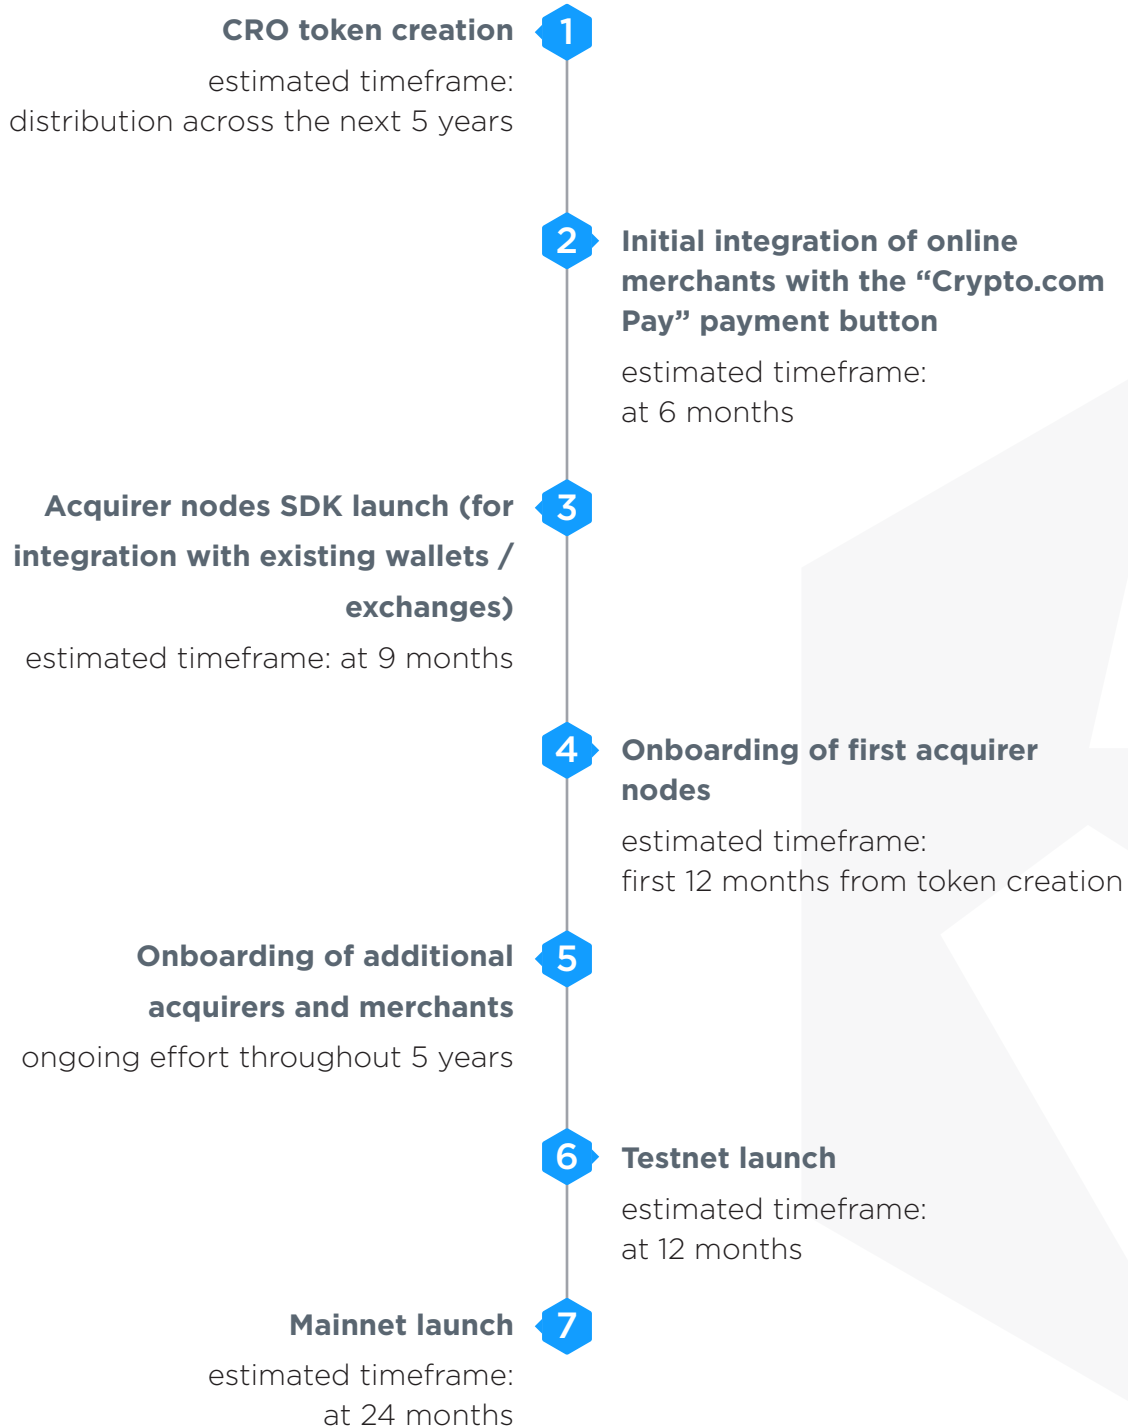 CRO token creation
1
estimated timeframe:
distribution across the next 5 years
2
Initial integration of online
merchants with the “Crypto.com
Pay” payment button
estimated timeframe:
at 6 months
Acquirer nodes SDK launch (for
3
integration with existing wallets /
exchanges)
estimated timeframe: at 9 months
4
Onboarding of first acquirer
nodes
estimated timeframe:
first 12 months from token creation
Onboarding of additional
5
acquirers and merchants
ongoing effort throughout 5 years
6
Testnet launch
estimated timeframe:
at 12 months
Mainnet launch
7
estimated timeframe:
at 24 months